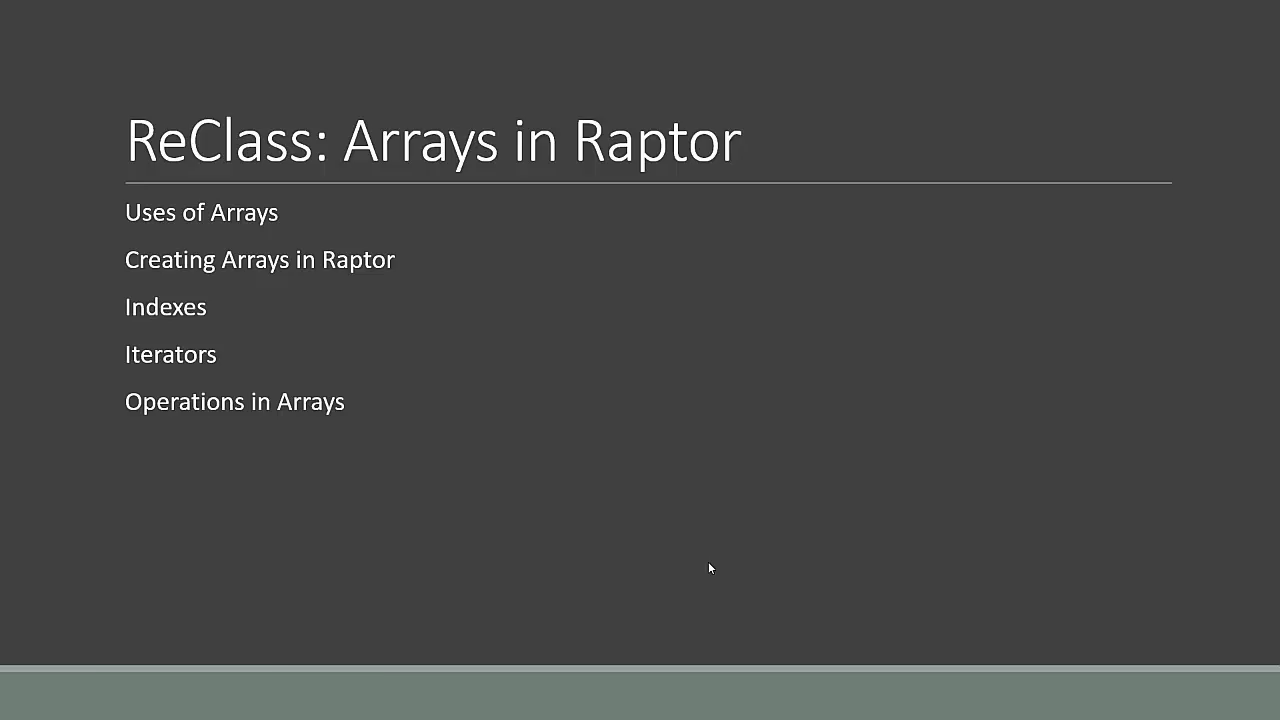 ReClass: Arrays in Raptor
Uses of Arrays
Creating Arrays in Raptor
Indexes
Iterators
Operations in Arrays